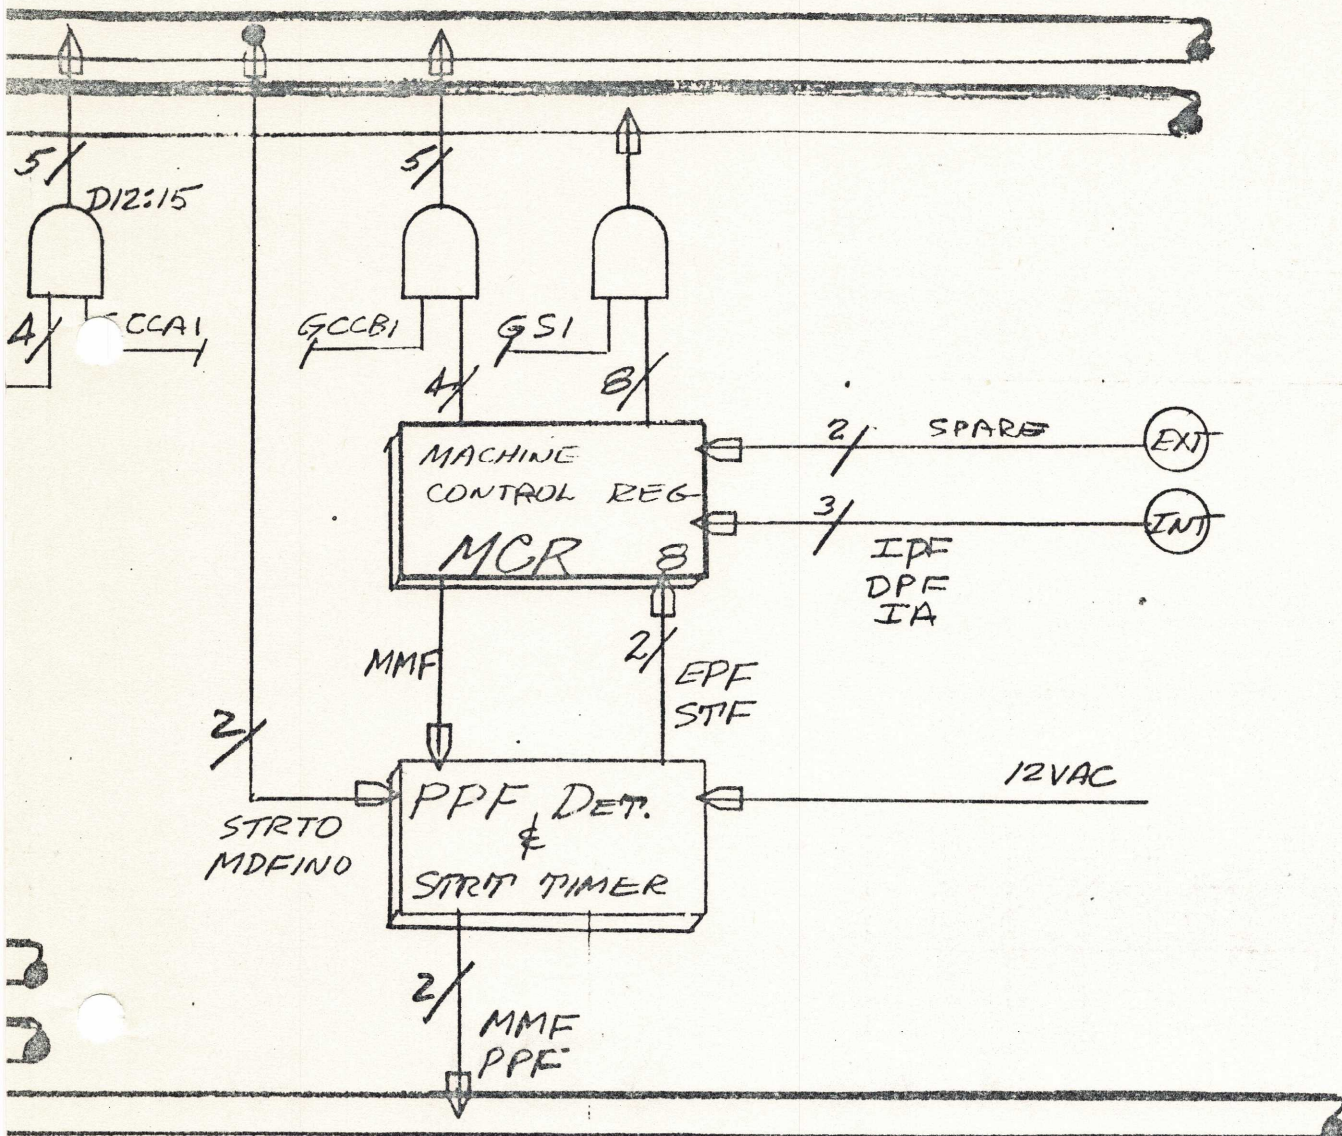 5
D12:15
4
CCA1
5
GCCB1
4
GS1
8
MACHINE
CONTROL REG
MCR 8
2 SPARE EXT
3 INT
IPF
DPF
IA
MMF
2
EPF
STF
2
STRTO
MDFINO
PPF DET.
&
STRT TIMER
12VAC
2
MMF
PPF